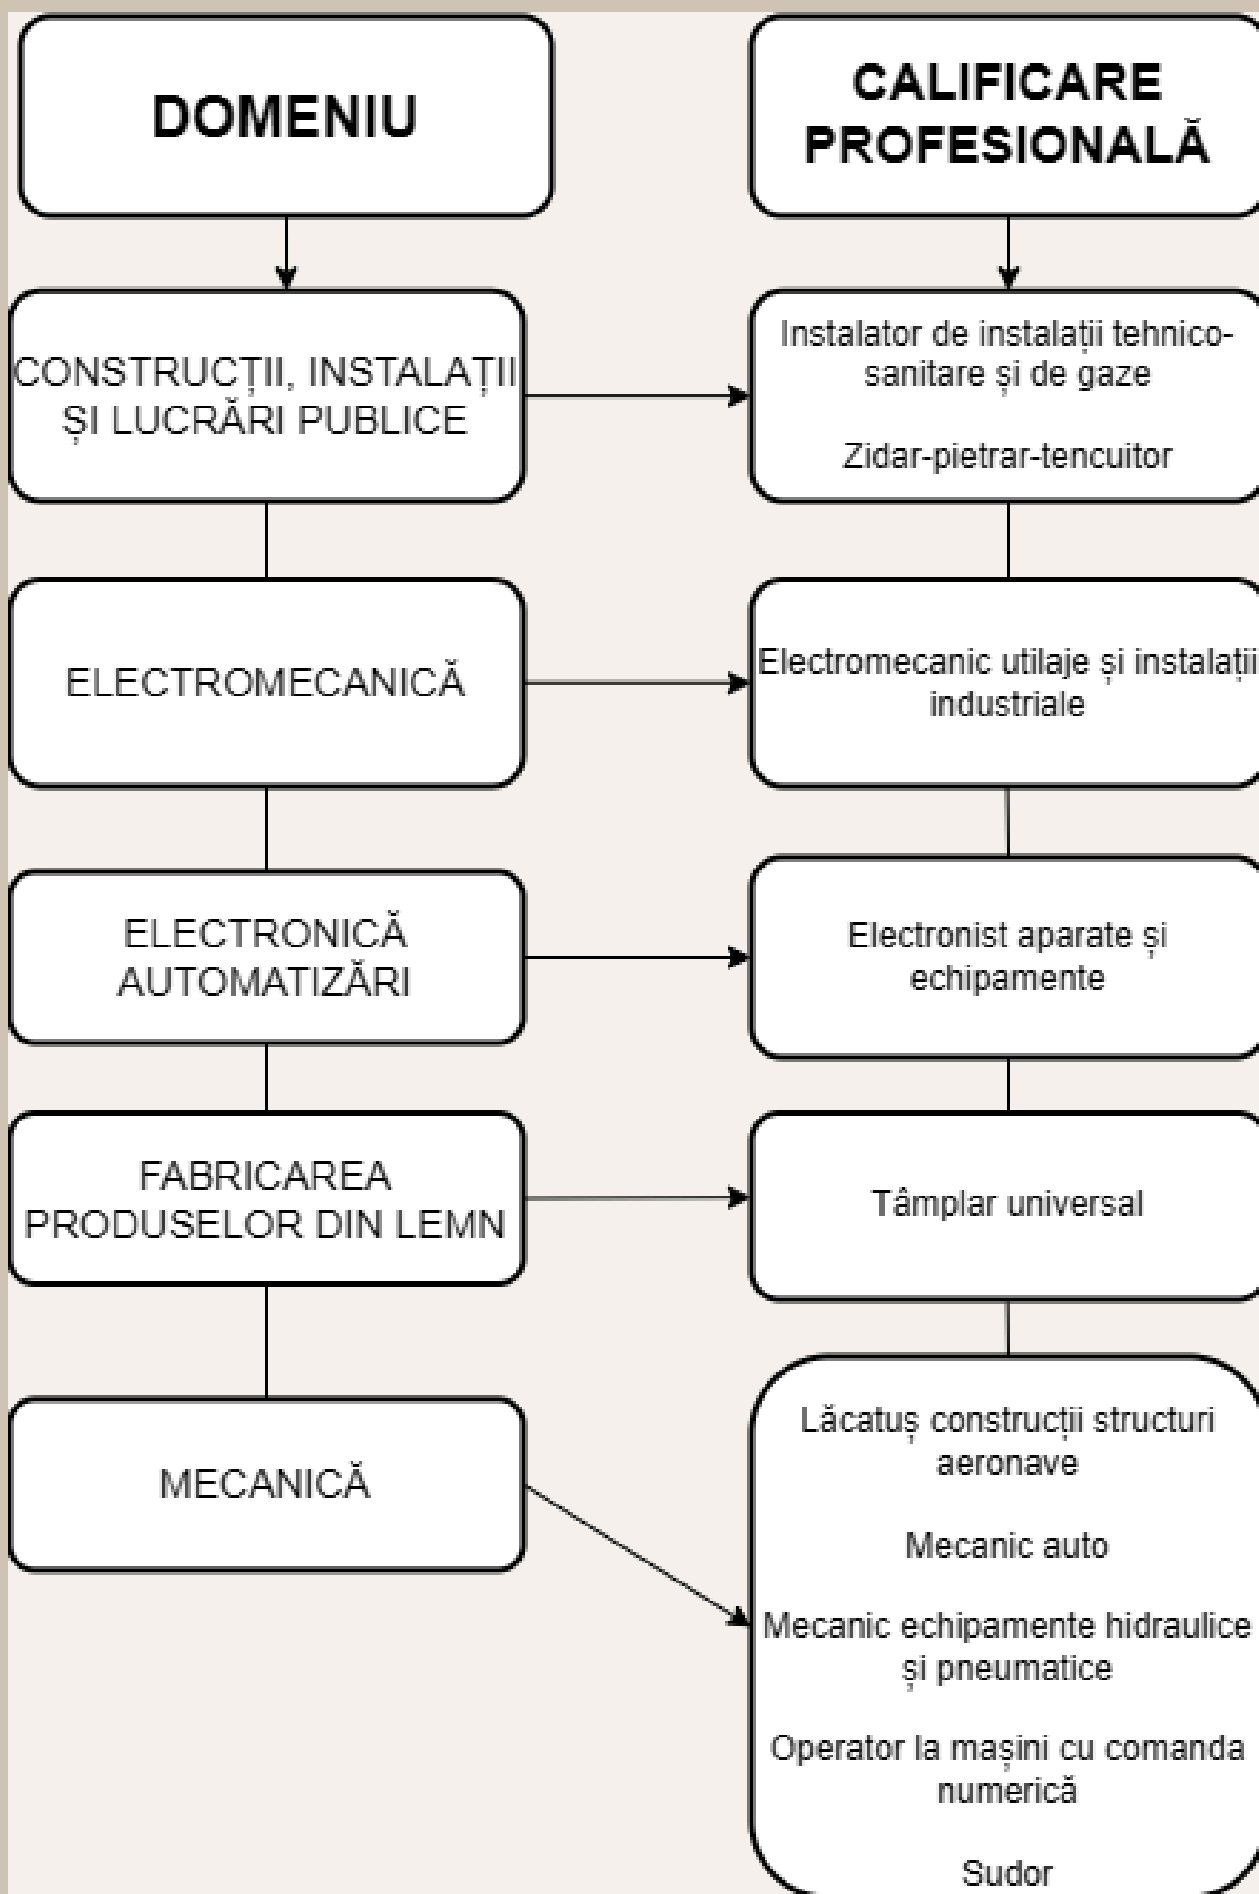 DOMENIU
CALIFICARE
PROFESIONALĂ
CONSTRUCȚII, INSTALAȚII
ȘI LUCRĂRI PUBLICE
Instalator de instalații tehnico-
sanitare și de gaze
Zidar-pietrar-tencuitor
ELECTROMECANICĂ
Electromecanic utilaje și instalații
industriale
ELECTRONICĂ
AUTOMATIZĂRI
Electronist aparate și
echipamente
FABRICAREA
PRODUSELOR DIN LEMN
Tâmplar universal
MECANICĂ
Lăcatuș construcții structuri
aeronave
Mecanic auto
Mecanic echipamente hidraulice
și pneumatice
Operator la mașini cu comanda
numerică
Sudor